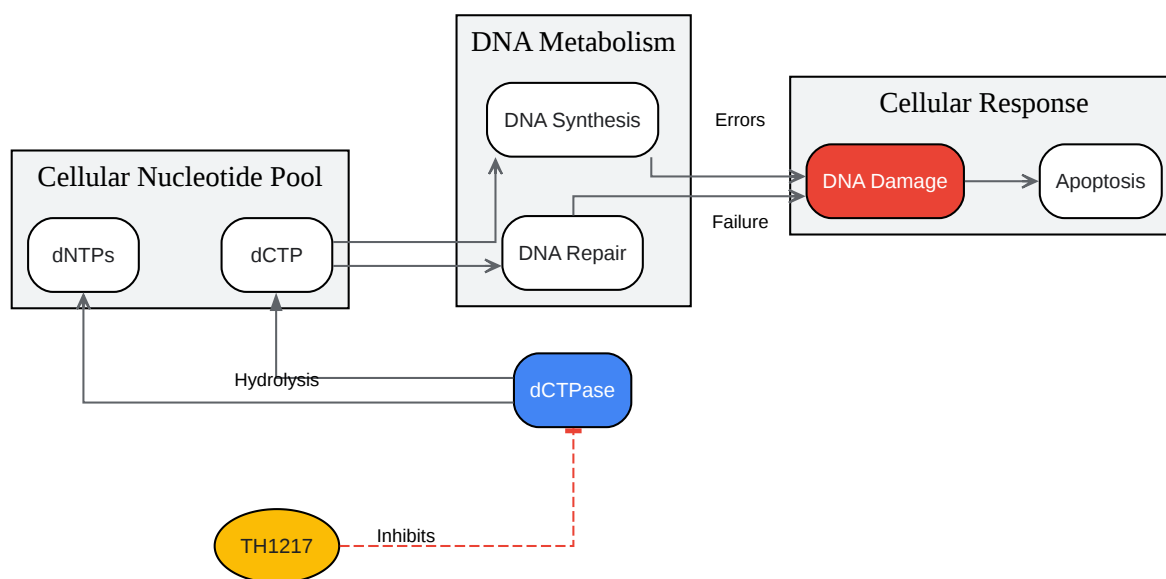 DNA Metabolism
DNA Synthesis
Errors
Cellular Response
DNA Damage
Apoptosis
Cellular Nucleotide Pool
dNTPs
dCTP
DNA Repair
Failure
Hydrolysis
dCTPase
TH1217
Inhibits